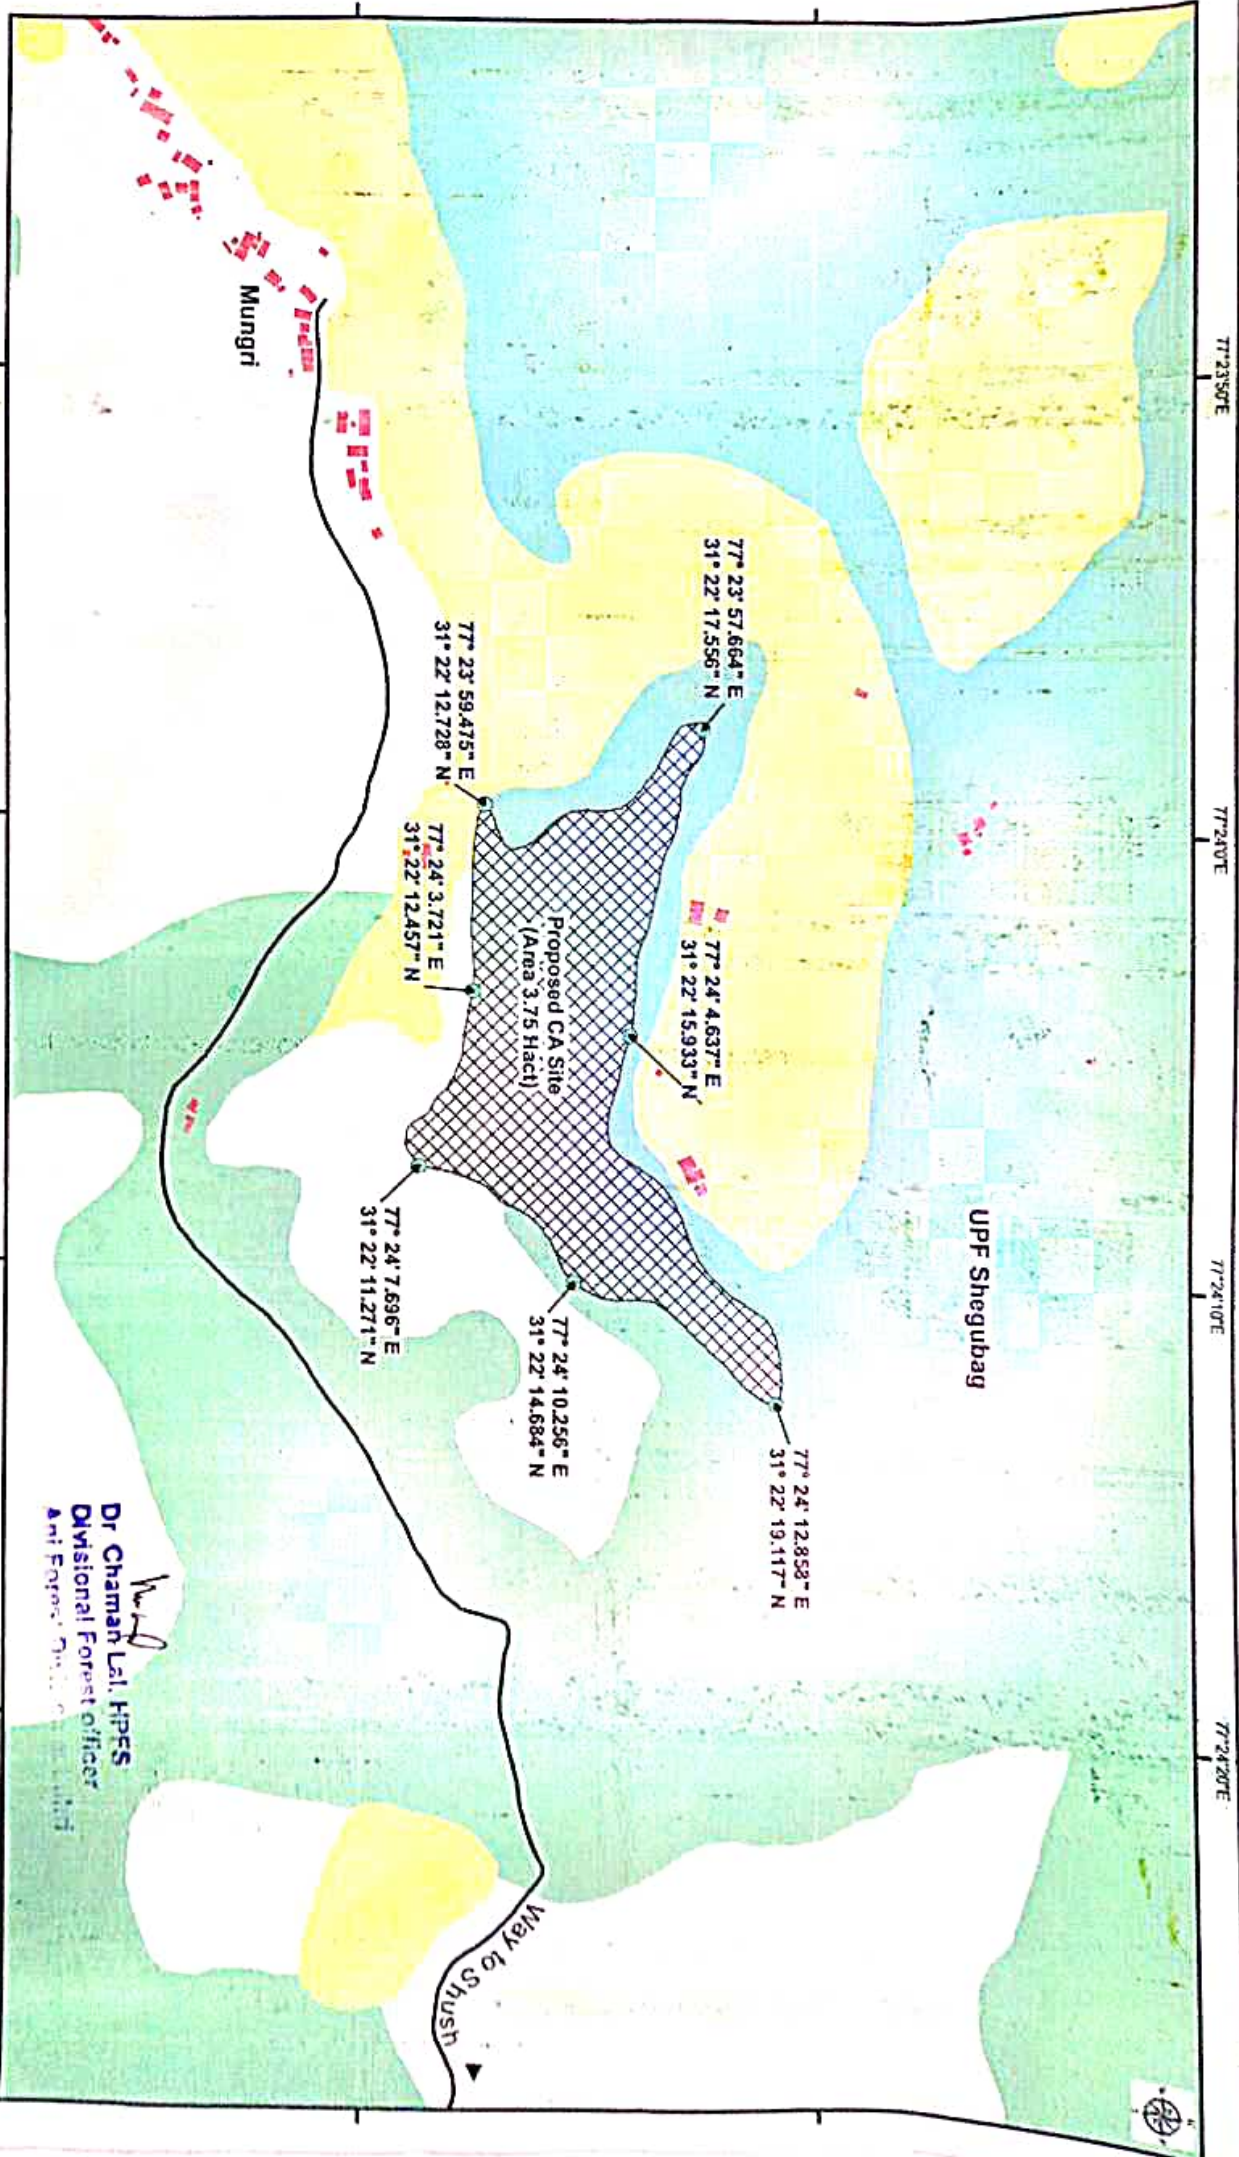 77°23'50"E
77°24'0"E
77°24'10"E
77°24'20"E
UPF Shegubag
77° 23' 57.664" E
31° 22' 17.556" N
77° 24' 4.637" E
31° 22' 15.933" N
77° 24' 12.858" E
31° 22' 19.117" N
Proposed CA Site
(Area 3.75 Hact)
77° 24' 10.256" E
31° 22' 14.684" N
77° 23' 59.475" E
31° 22' 12.728" N
77° 24' 3.721" E
31° 22' 12.457" N
77° 24' 7.696" E
31° 22' 11.271" N
Mungri
Way to Shush
Dr Chaman Lal. HPFS
Divisional Forest officer
Ani Forest